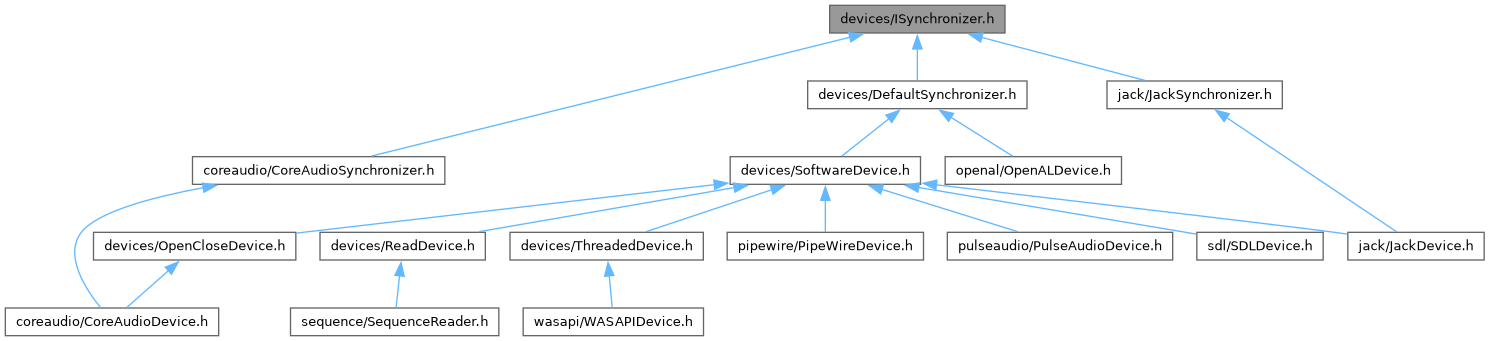 devices/ISynchronizer.h
devices/DefaultSynchronizer.h
jack/JackSynchronizer.h
coreaudio/CoreAudioSynchronizer.h
devices/SoftwareDevice.h
openal/OpenALDevice.h
devices/OpenCloseDevice.h
devices/ReadDevice.h
devices/ThreadedDevice.h
pipewire/PipeWireDevice.h
pulseaudio/PulseAudioDevice.h
sdl/SDLDevice.h
jack/JackDevice.h
coreaudio/CoreAudioDevice.h
sequence/SequenceReader.h
wasapi/WASAPIDevice.h